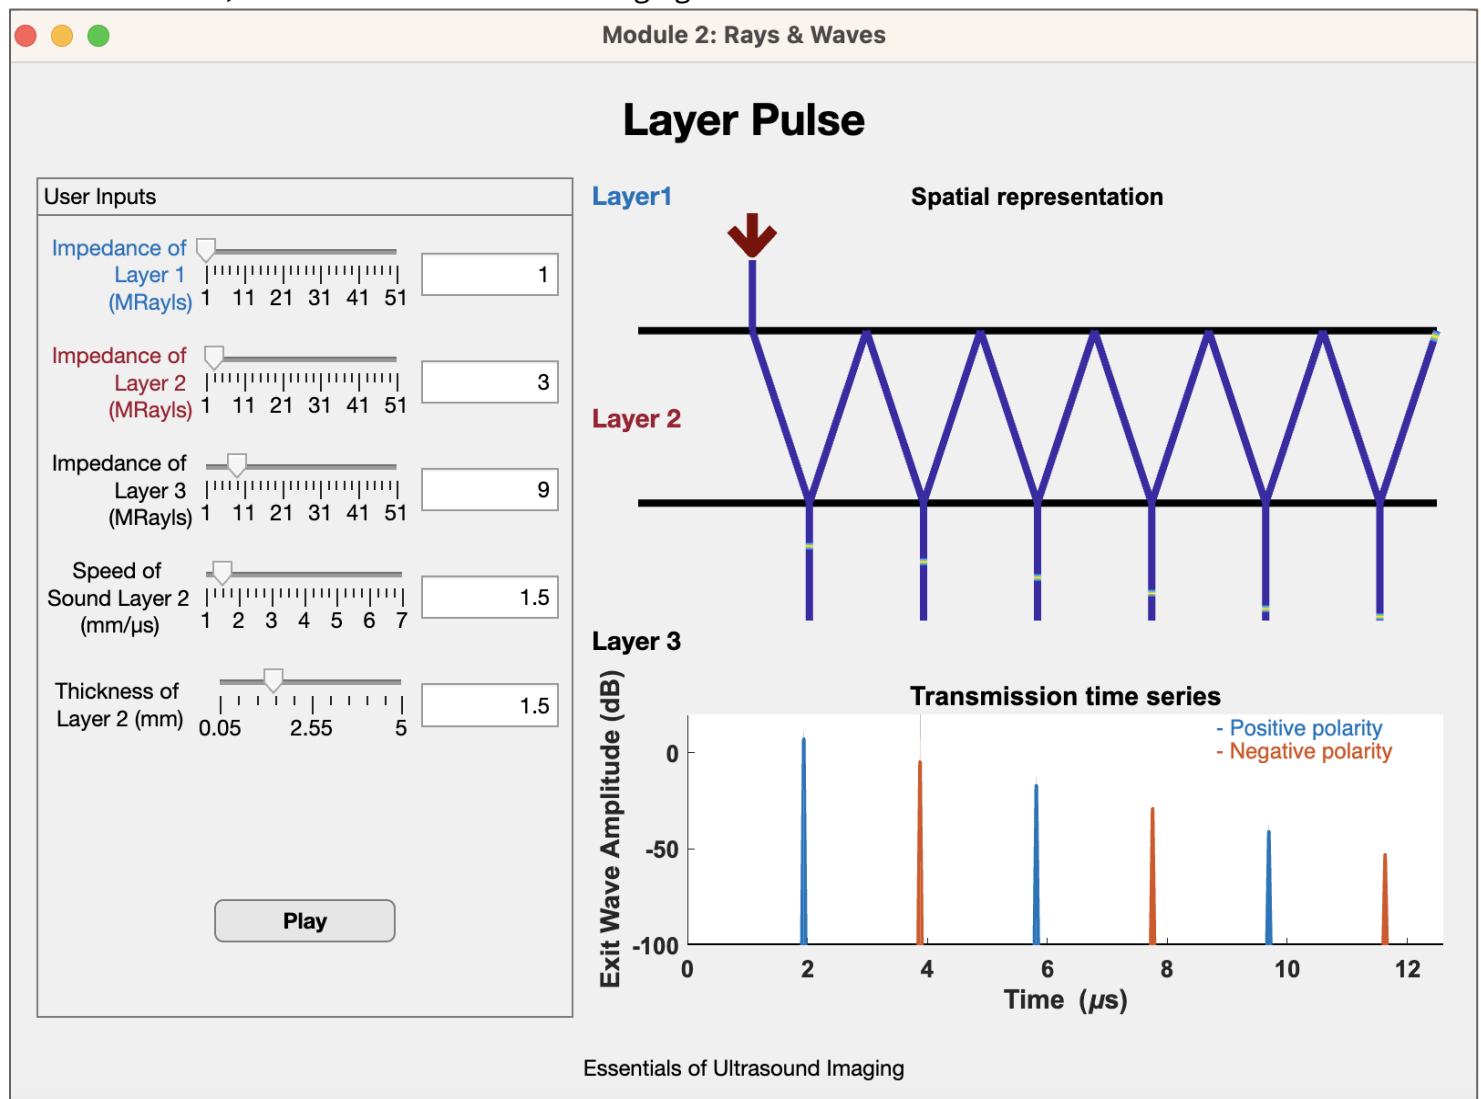 Module 2: Rays & Waves
Layer Pulse
User Inputs
Impedance of
Layer 1
(MRayls)
1 11 21 31 41 51
1
Impedance of
Layer 2
(MRayls)
1 11 21 31 41 51
3
Impedance of
Layer 3
(MRayls)
1 11 21 31 41 51
9
Speed of
Sound Layer 2
(mm/µs)
1 2 3 4 5 6 7
1.5
Thickness of
Layer 2 (mm)
0.05 2.55 5
1.5
Play
Layer1
Spatial representation
Layer 2
Layer 3
Transmission time series
- Positive polarity
- Negative polarity
Exit Wave Amplitude (dB)
0
-50
-100
0 2 4 6 8 10 12
Time (µs)
Essentials of Ultrasound Imaging